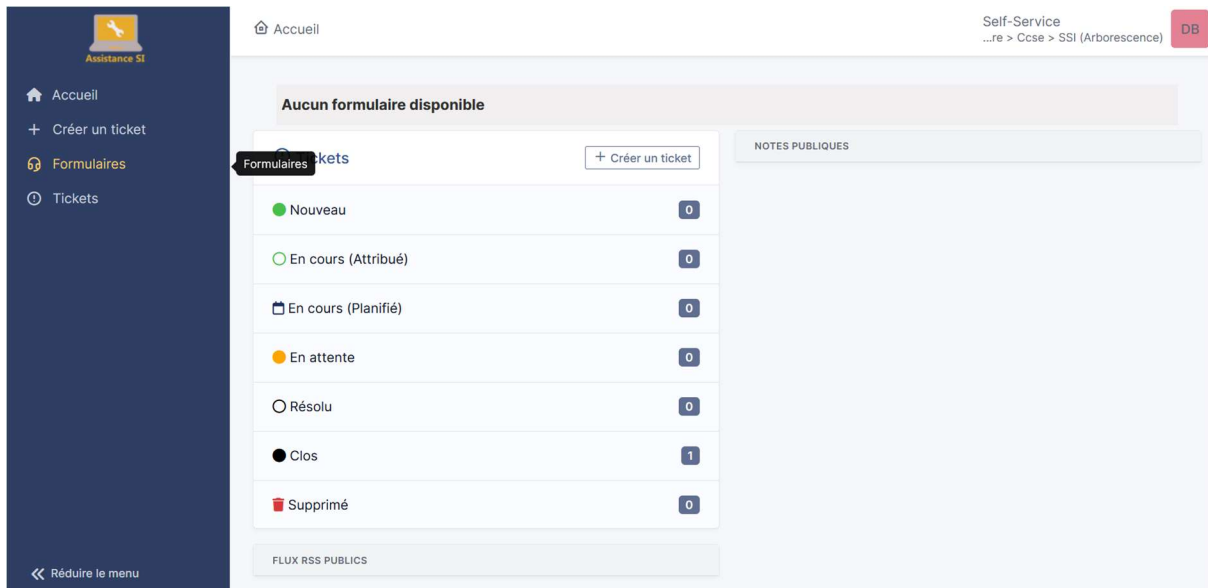 Assistance SI
Accueil
Créer un ticket
Formulaires
Tickets
Réduire le menu
Accueil
Self-Service
...re > Ccse > SSI (Arborescence)
DB
Aucun formulaire disponible
Formulaires
kets
+ Créer un ticket
Nouveau 0
En cours (Attribué) 0
En cours (Planifié) 0
En attente 0
Résolu 0
Clos 1
Supprimé 0
FLUX RSS PUBLICS
NOTES PUBLIQUES